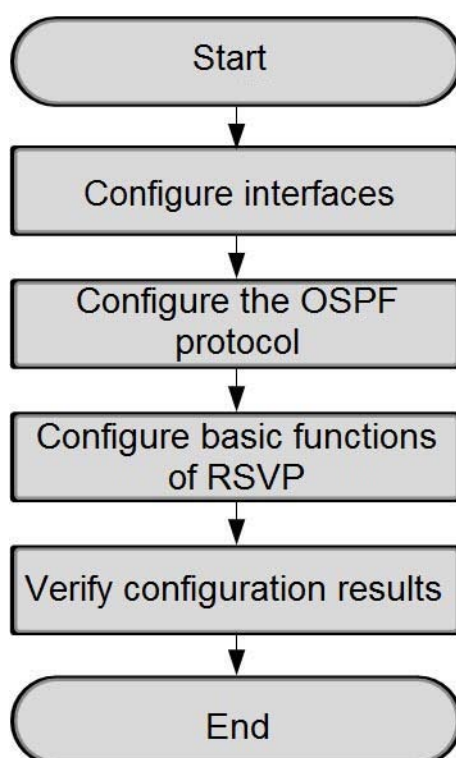 Start
Configure interfaces
Configure the OSPF
protocol
Configure basic functions
of RSVP
Verify configuration results
End